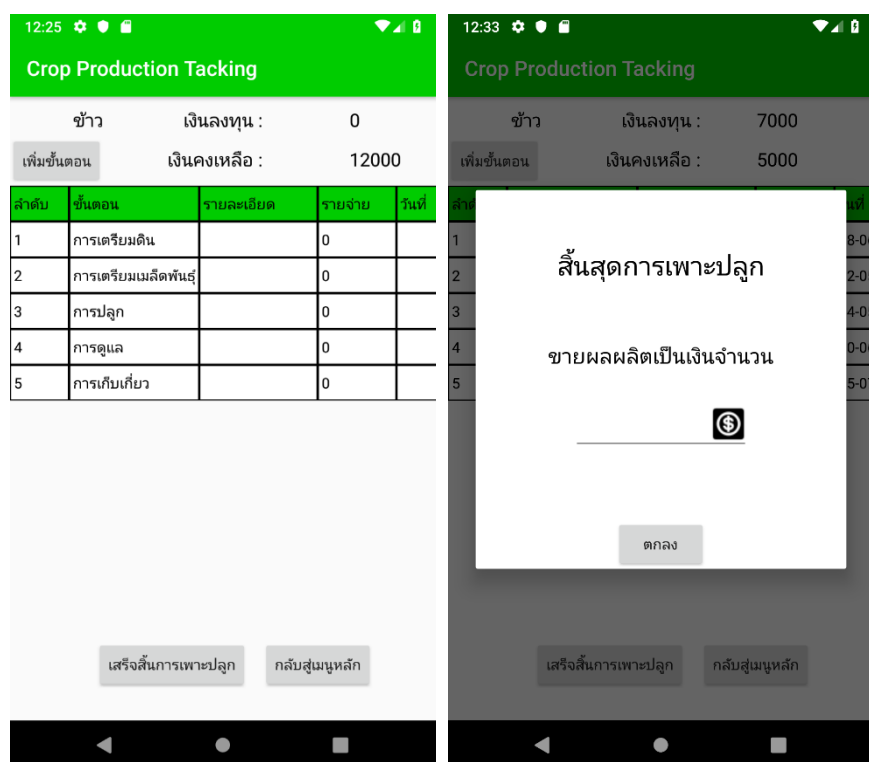 12:25
Crop Production Tacking
ข้าว เงินลงทุน : 0
เพิ่มขั้นตอน เงินคงเหลือ : 12000
ลำดับ ขั้นตอน รายละเอียด รายจ่าย วันที่
1 การเตรียมดิน 0
2 การเตรียมเมล็ดพันธุ์ 0
3 การปลูก 0
4 การดูแล 0
5 การเก็บเกี่ยว 0
เสร็จสิ้นการเพาะปลูก กลับสู่เมนูหลัก
12:33
Crop Production Tacking
ข้าว เงินลงทุน : 7000
เพิ่มขั้นตอน เงินคงเหลือ : 5000
1
2
3
4
5
สิ้นสุดการเพาะปลูก
ขายผลผลิตเป็นเงินจำนวน
ตกลง
เสร็จสิ้นการเพาะปลูก กลับสู่เมนูหลัก